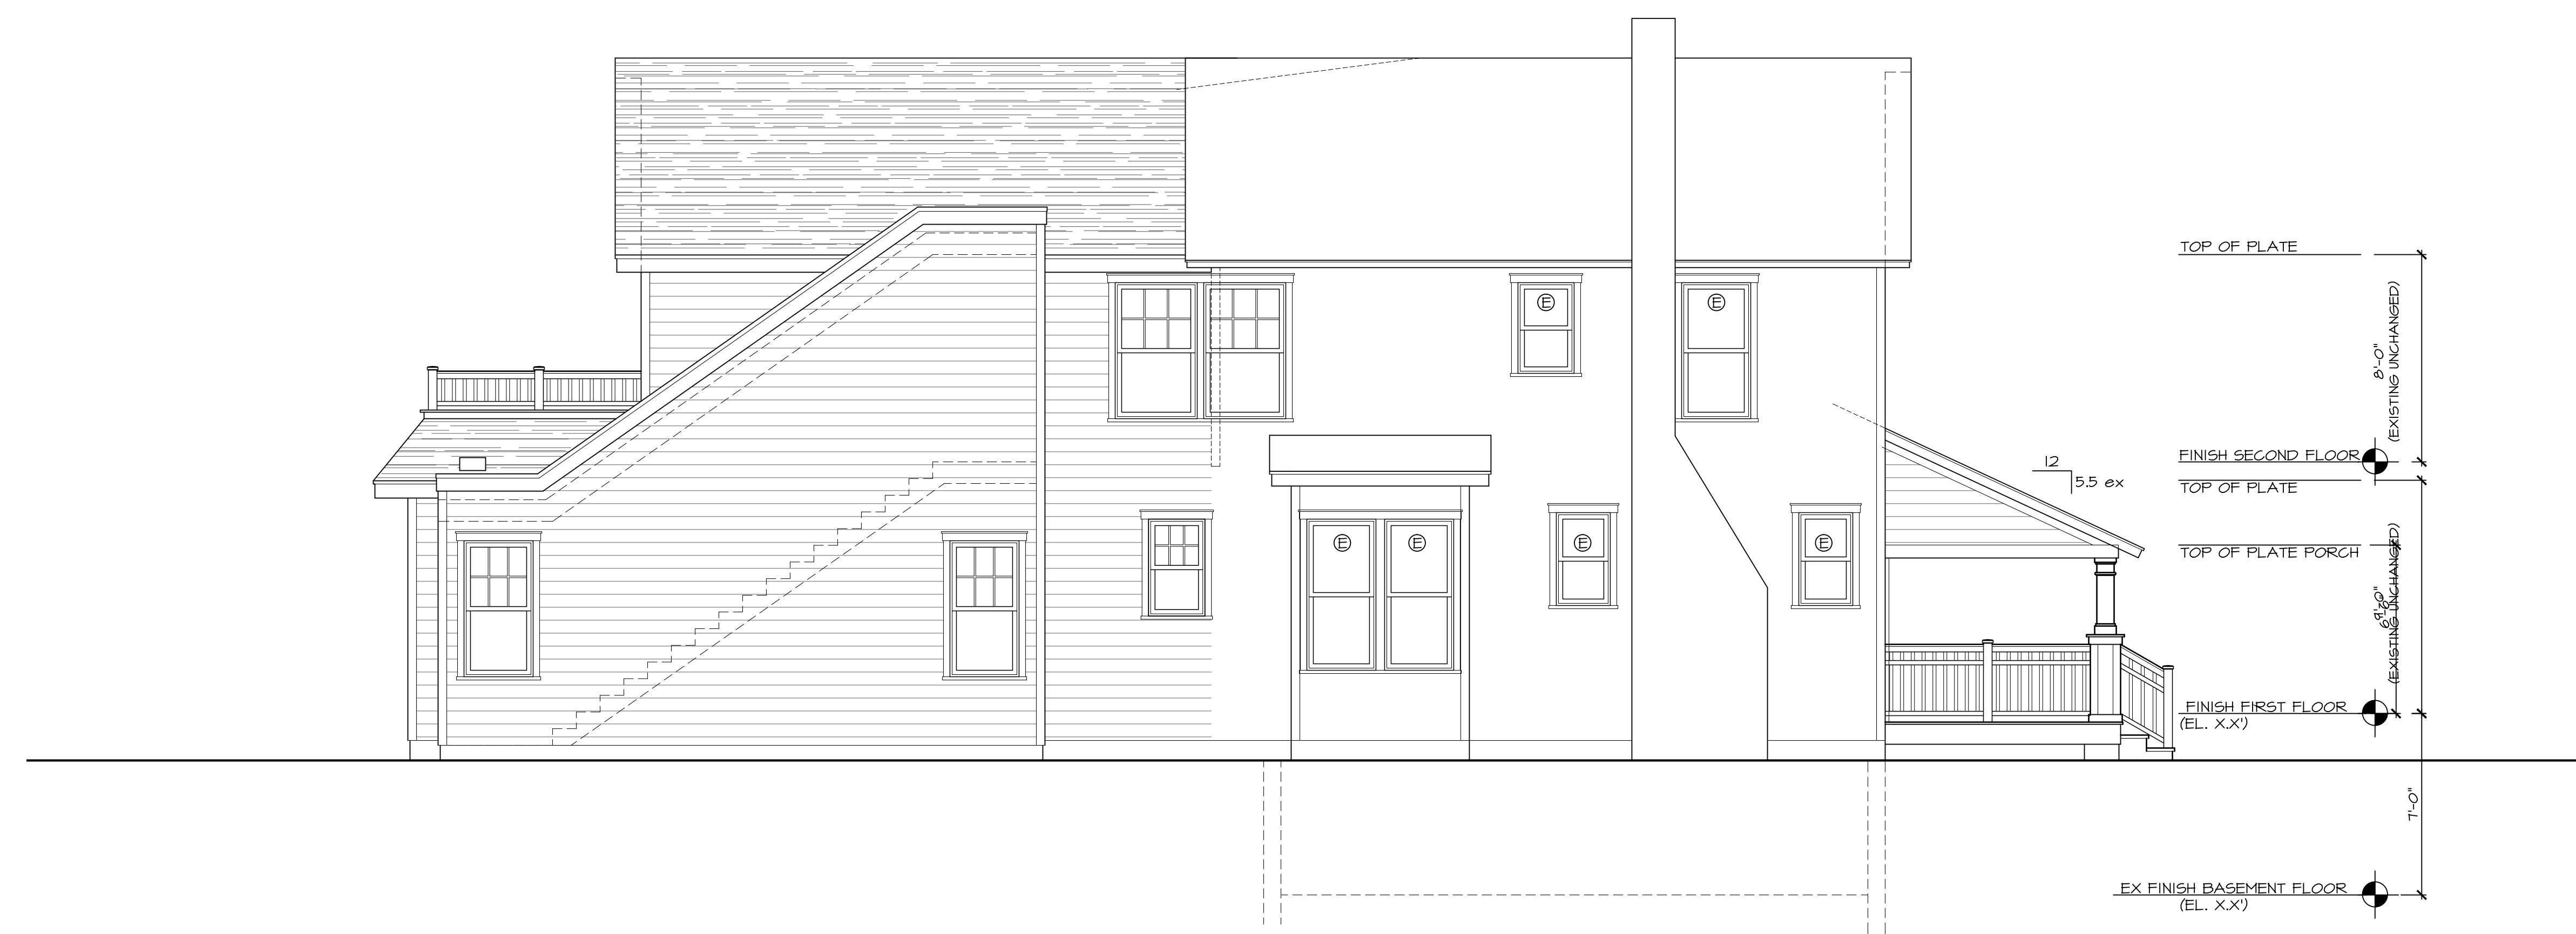 TOP OF PLATE
8'-0"
(EXISTING UNCHANGED)
E
E
FINISH SECOND FLOOR
12
5.5 ex
TOP OF PLATE
E
E
E
E
TOP OF PLATE PORCH
(EXISTING UNCHANGED)
FINISH FIRST FLOOR
(EL. X.X')
7'-0"
EX FINISH BASEMENT FLOOR
(EL. X.X')